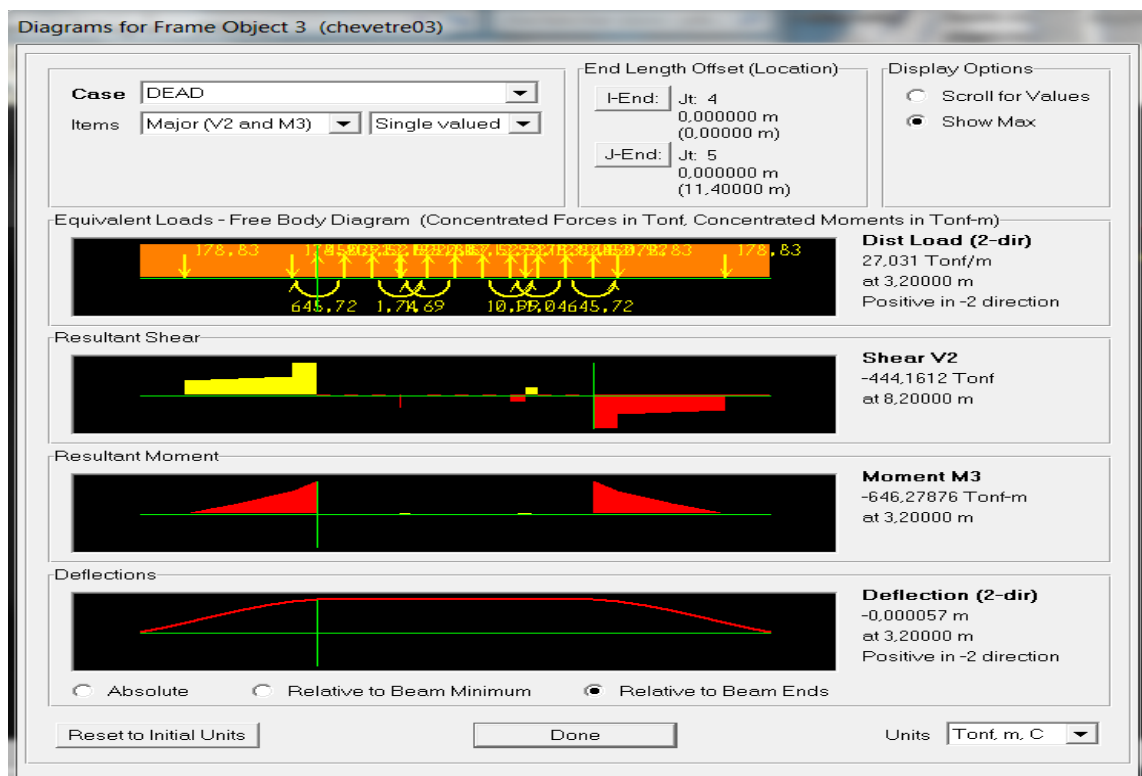 Diagrams for Frame Object 3 (chevetre03)
Case DEAD
Items Major (V2 and M3) Single valued
End Length Offset (Location)
I-End: Jt: 4
0,000000 m
(0,00000 m)
J-End: Jt: 5
0,000000 m
(11,40000 m)
Display Options
Scroll for Values
Show Max
Equivalent Loads - Free Body Diagram (Concentrated Forces in Tonf, Concentrated Moments in Tonf-m)
178,83 178,83
645,72 645,72
Dist Load (2-dir)
27,031 Tonf/m
at 3,20000 m
Positive in -2 direction
Resultant Shear
Shear V2
-444,1612 Tonf
at 8,20000 m
Resultant Moment
Moment M3
-646,27876 Tonf-m
at 3,20000 m
Deflections
Deflection (2-dir)
-0,000057 m
at 3,20000 m
Positive in -2 direction
Absolute Relative to Beam Minimum Relative to Beam Ends
Reset to Initial Units Done Units Tonf, m, C